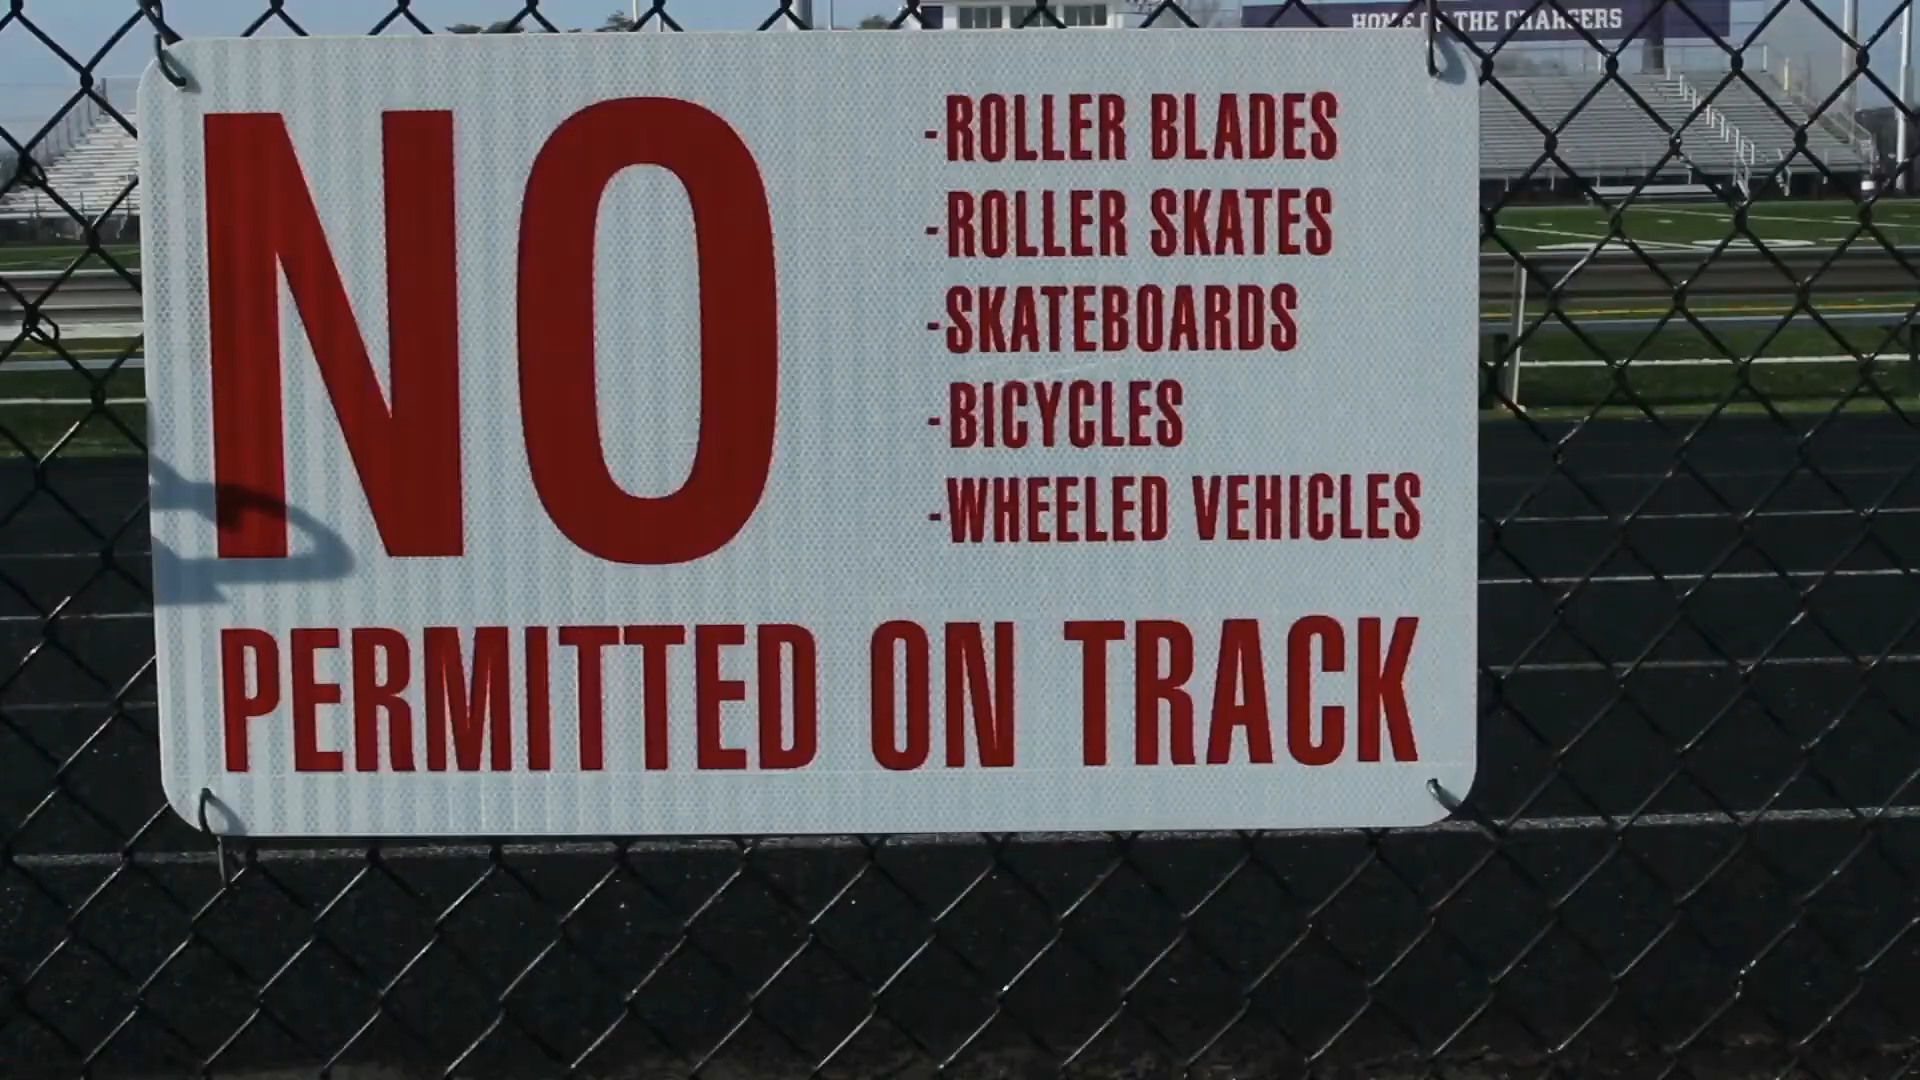 HOME OF THE CHARGERS
NO
-ROLLER BLADES
-ROLLER SKATES
-SKATEBOARDS
-BICYCLES
-WHEELED VEHICLES
PERMITTED ON TRACK